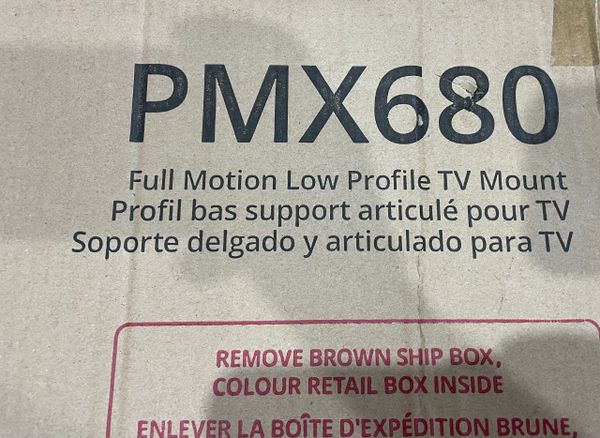 PMX680
Full Motion Low Profile TV Mount
Profil bas support articulé pour TV
Soporte delgado y articulado para TV
REMOVE BROWN SHIP BOX,
COLOUR RETAIL BOX INSIDE
ENLEVER LA BOÎTE D'EXPÉDITION BRUNE,